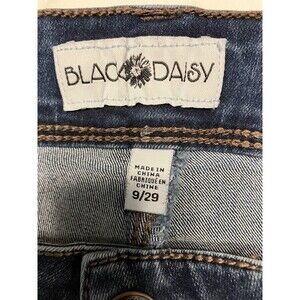 BLACK DAISY
MADE IN
CHINA
FABRIQUÉ EN
CHINE
9/29